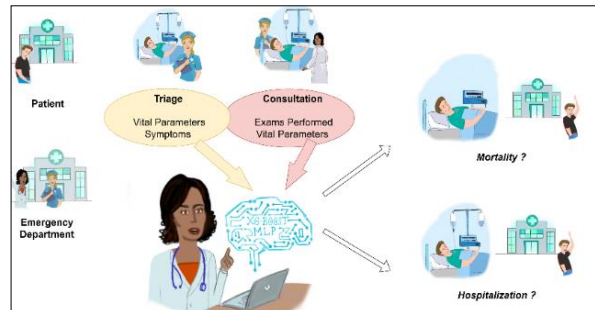 Patient
Triage
Vital Parameters
Symptoms
Consultation
Exams Performed
Vital Parameters
Emergency
Department
XG BOOST
MLP
Mortality ?
Hospitalization ?